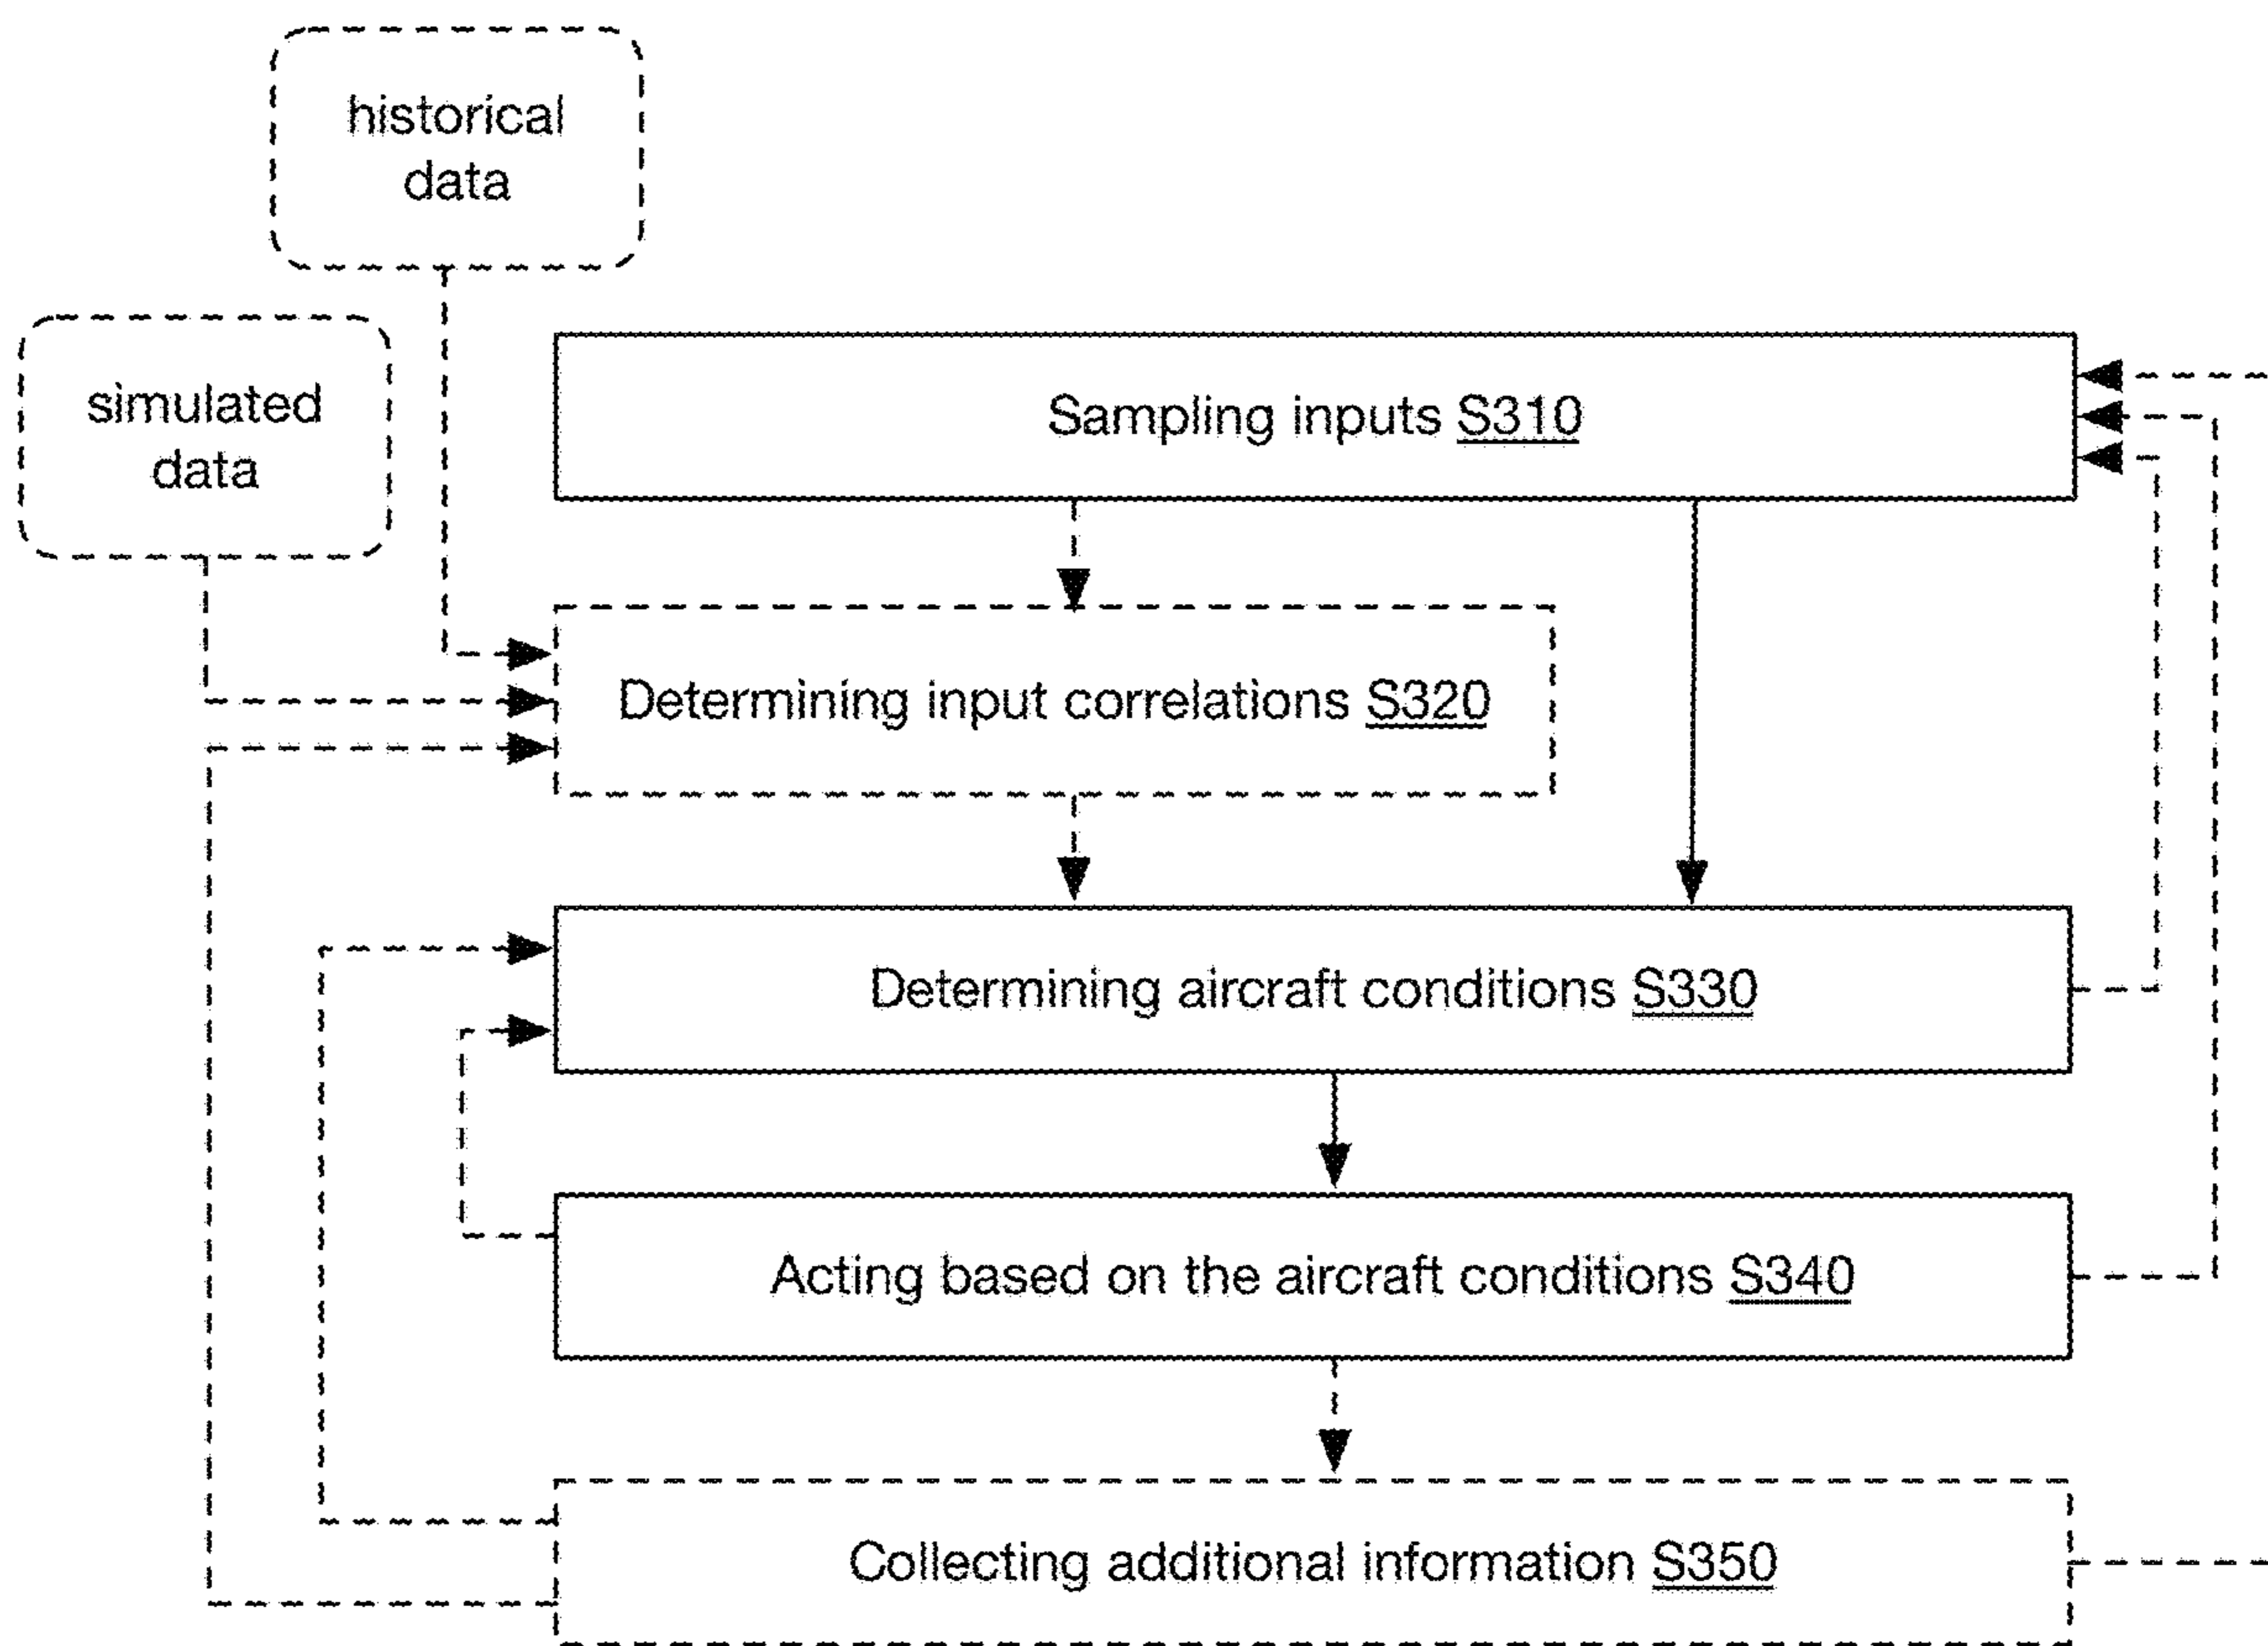 historical
data
simulated
data
Sampling inputs S310
Determining input correlations S320
Determining aircraft conditions S330
Acting based on the aircraft conditions S340
Collecting additional information S350